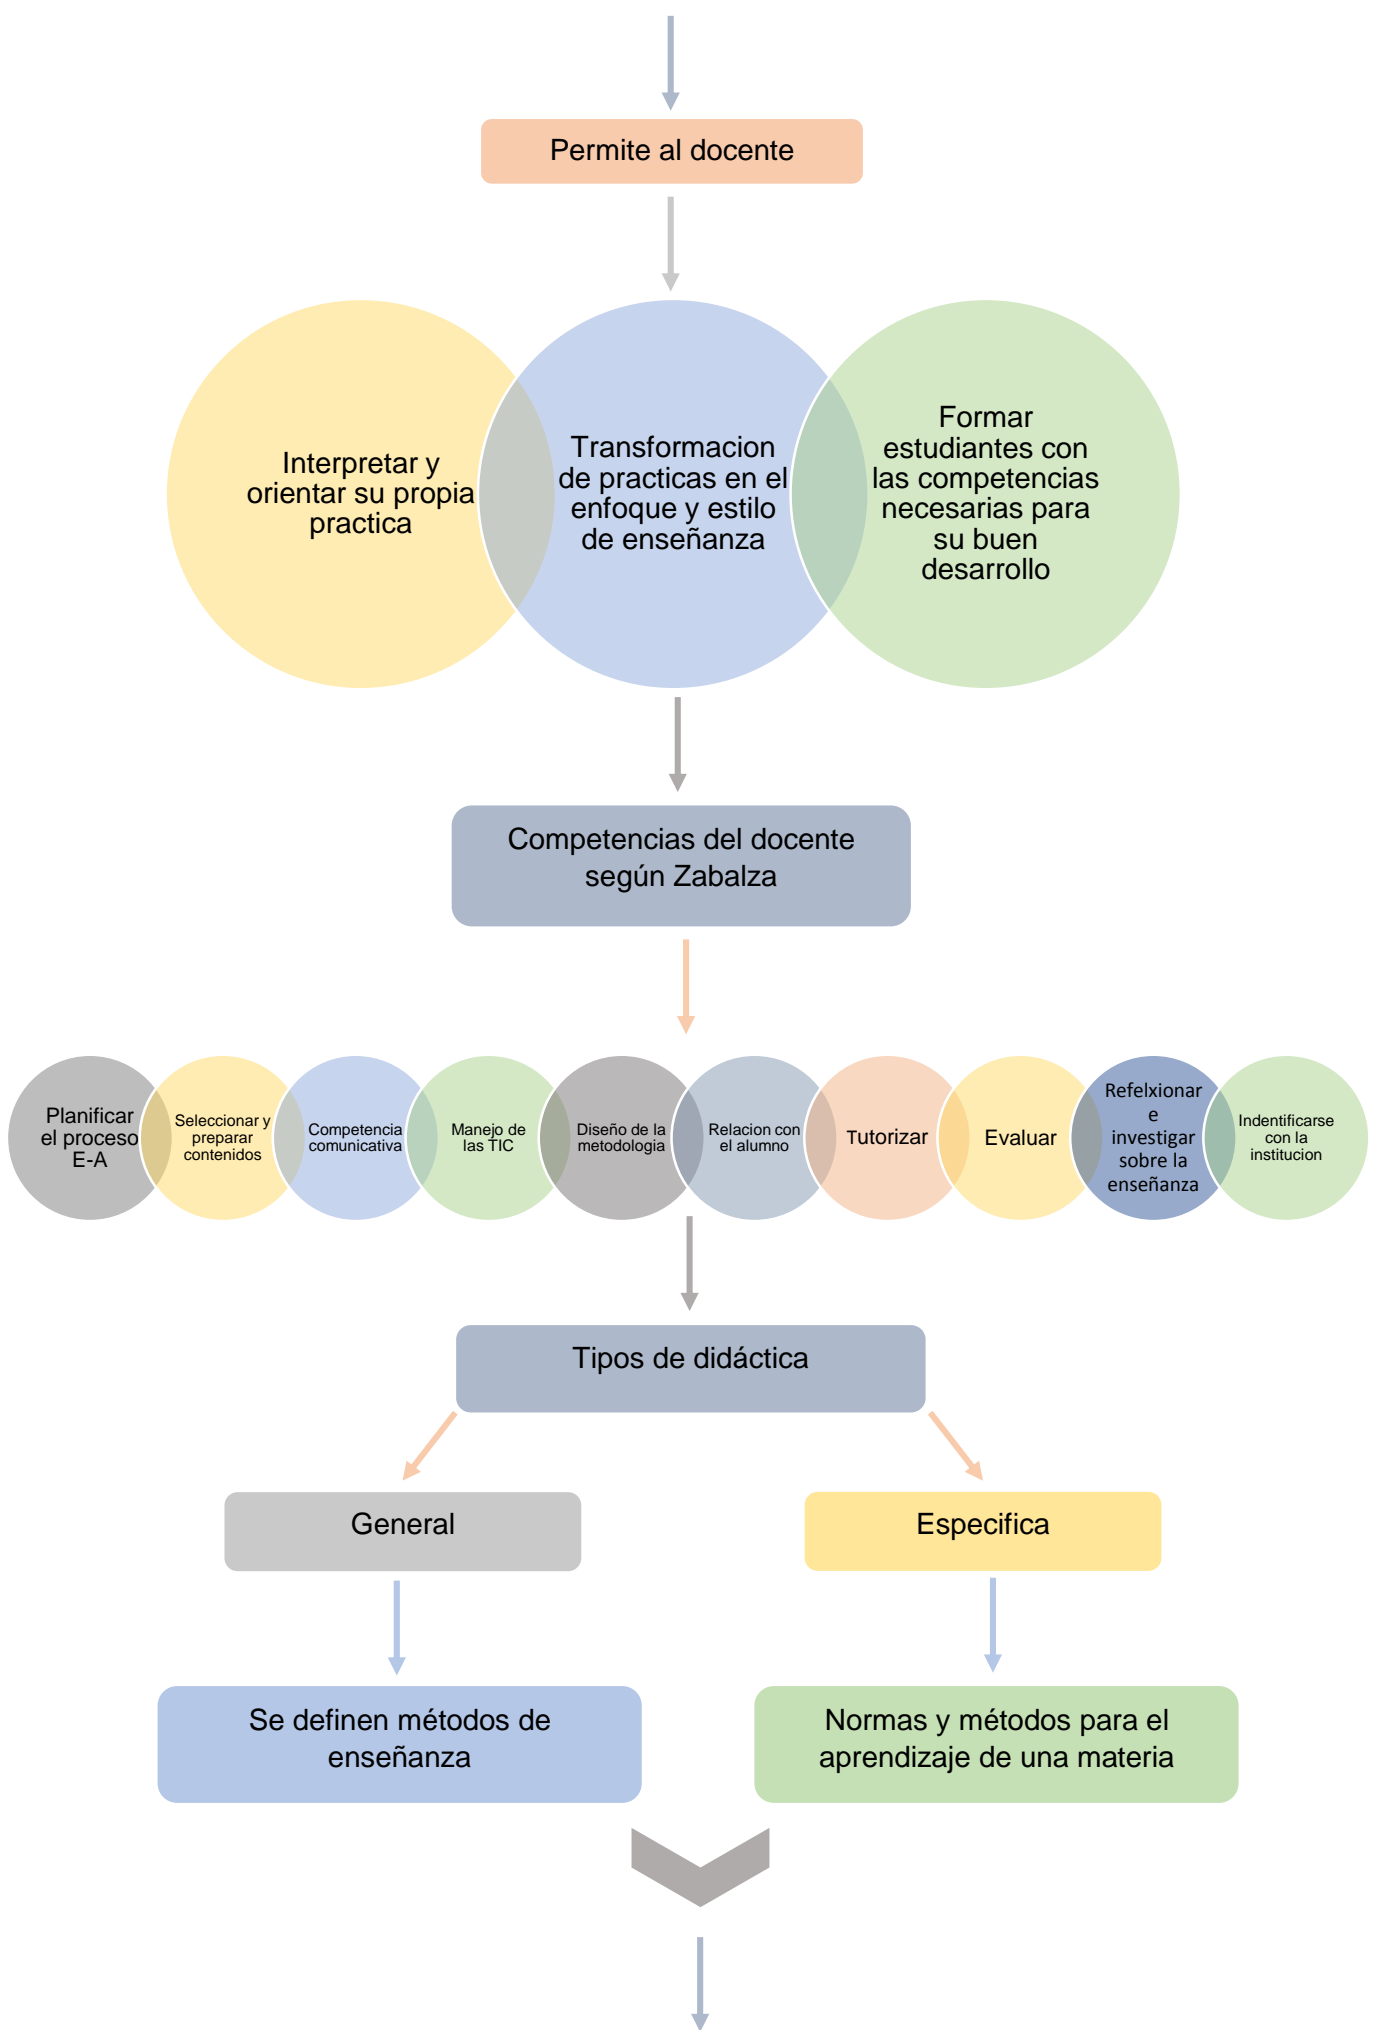 Permite al docente
Interpretar y
orientar su propia
practica
Transformacion
de practicas en el
enfoque y estilo
de enseñanza
Formar
estudiantes con
las competencias
necesarias para
su buen
desarrollo
Competencias del docente
según Zabalza
Planificar
el proceso
E-A
Seleccionar y
preparar
contenidos
Competencia
comunicativa
Manejo de
las TIC
Diseño de la
metodologia
Relacion con
el alumno
Tutorizar
Evaluar
Refelxionar
e
investigar
sobre la
enseñanza
Indentificarse
con la
institucion
Tipos de didáctica
General
Especifica
Se definen métodos de
enseñanza
Normas y métodos para el
aprendizaje de una materia